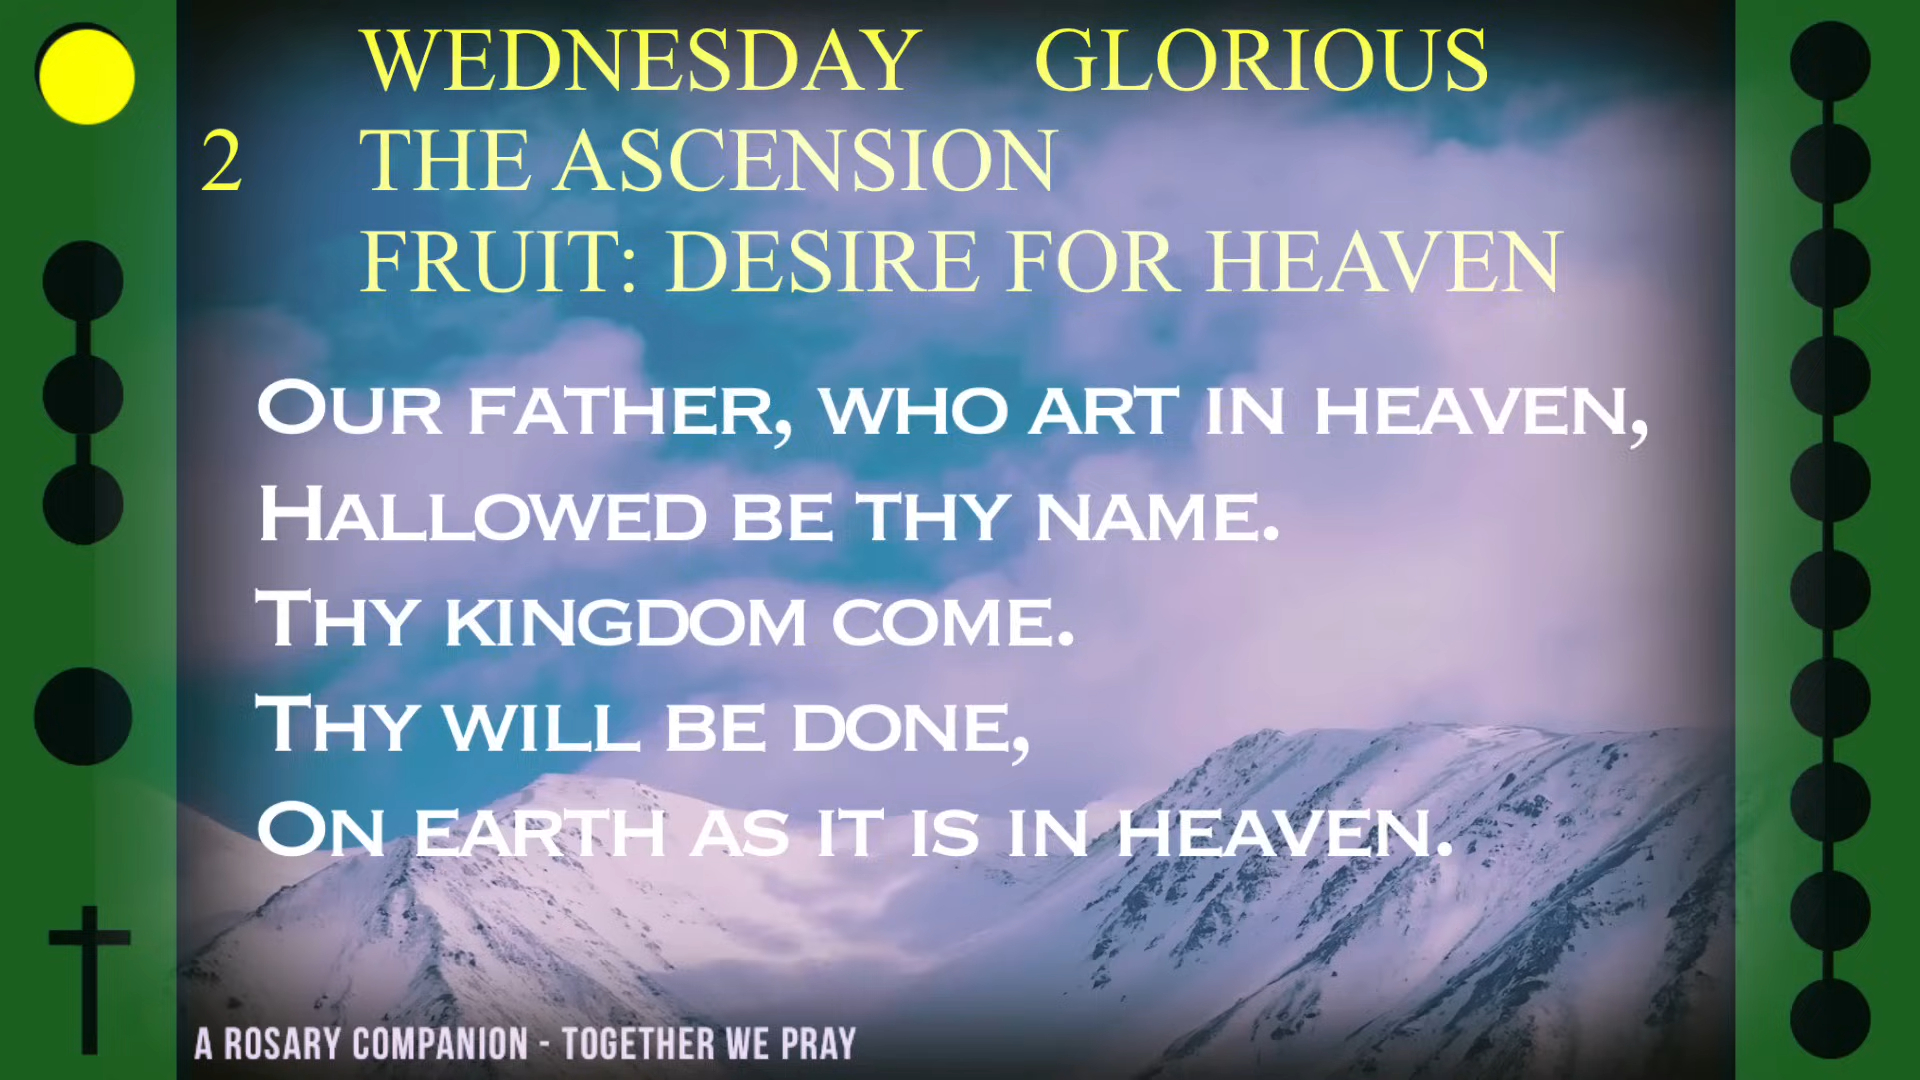 WEDNESDAY GLORIOUS
2 THE ASCENSION
FRUIT: DESIRE FOR HEAVEN
OUR FATHER, WHO ART IN HEAVEN,
HALLOWED BE THY NAME.
THY KINGDOM COME.
THY WILL BE DONE,
ON EARTH AS IT IS IN HEAVEN.
A ROSARY COMPANION - TOGETHER WE PRAY